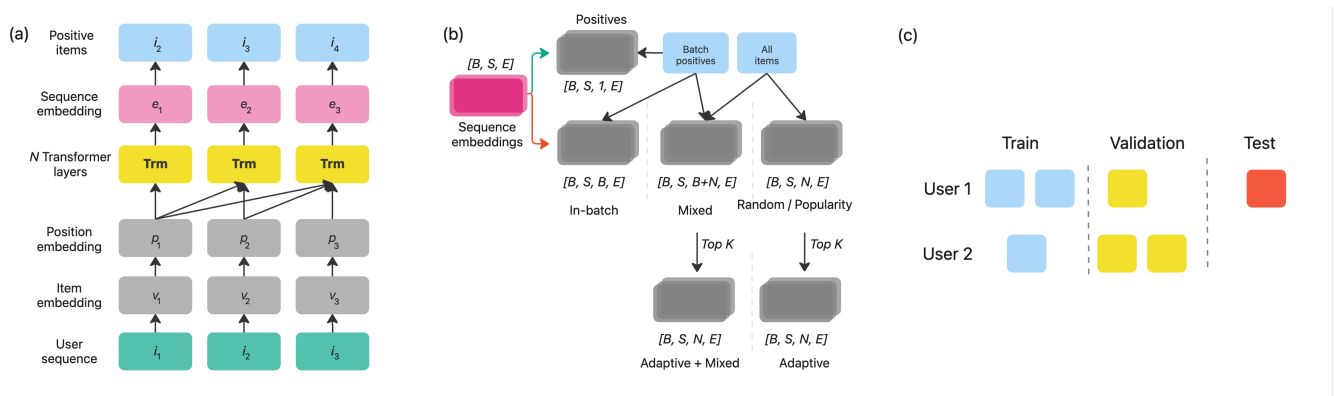 (a)
Positive
items
i2
i3
i4
Sequence
embedding
e1
e2
e3
N Transformer
layers
Trm
Trm
Trm
Position
embedding
p1
p2
p3
Item
embedding
v1
v2
v3
User
sequence
i1
i2
i3
(b)
Positives
[B, S, E]
Sequence
embeddings
[B, S, 1, E]
Batch
positives
All
items
[B, S, B, E]
[B, S, B+N, E]
[B, S, N, E]
In-batch
Mixed
Random / Popularity
Top K
Top K
[B, S, N, E]
[B, S, N, E]
Adaptive + Mixed
Adaptive
(c)
Train
Validation
Test
User 1
User 2